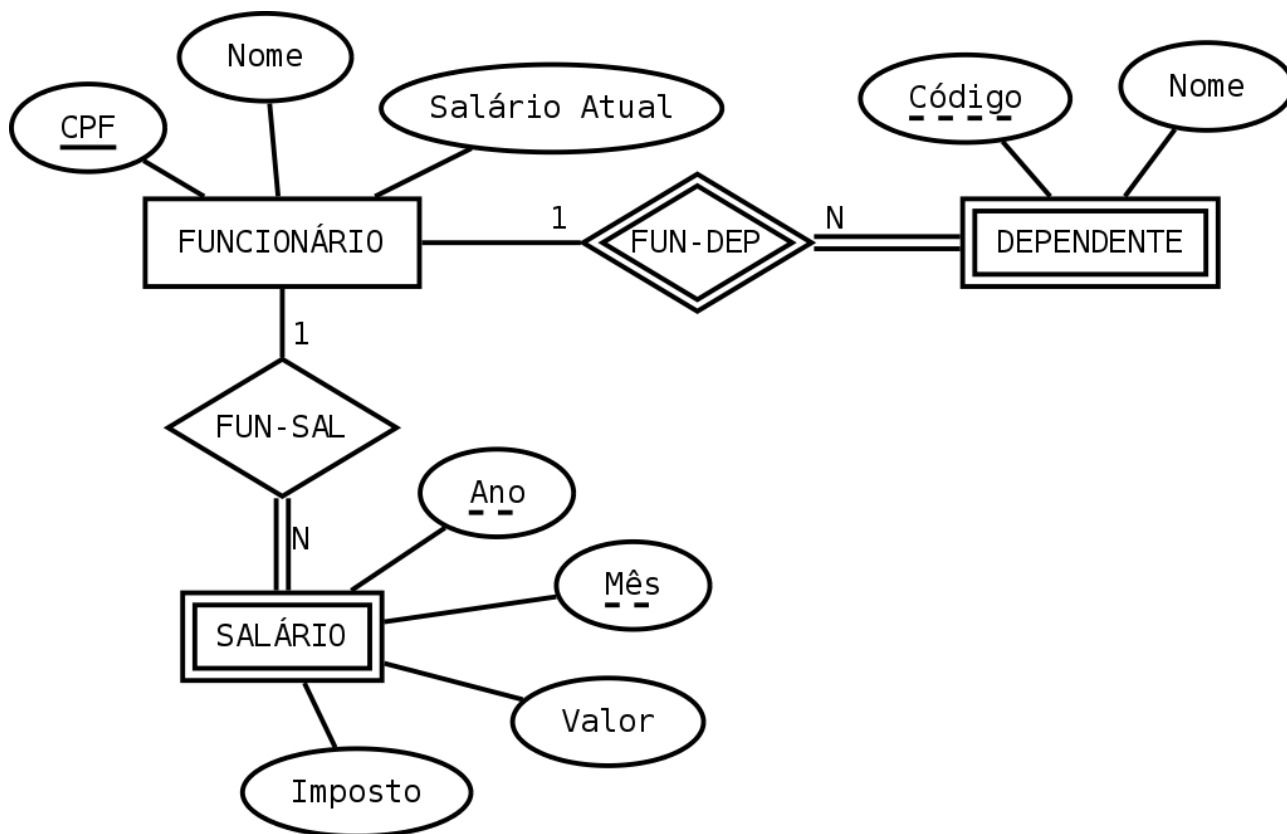 Nome
CPF
Salário Atual
Código
Nome
FUNCIONÁRIO
1
FUN-DEP
N
DEPENDENTE
1
FUN-SAL
N
Ano
Mês
SALÁRIO
Valor
Imposto